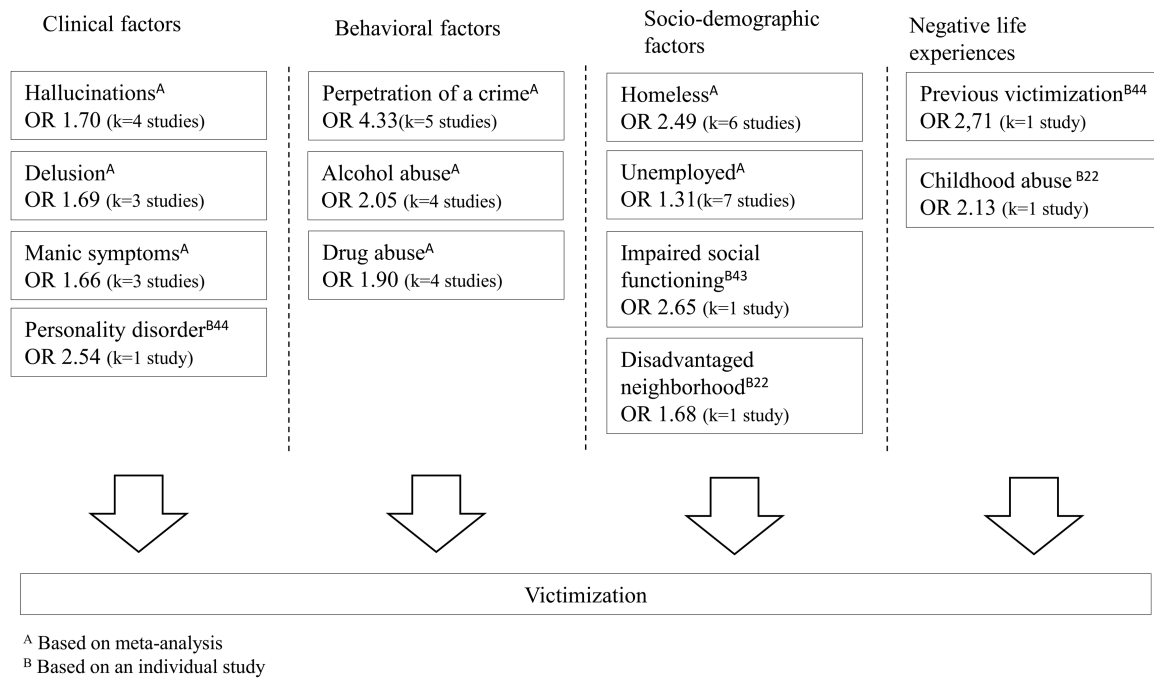 Clinical factors
Hallucinationsᴬ
OR 1.70 (k=4 studies)
Delusionᴬ
OR 1.69 (k=3 studies)
Manic symptomsᴬ
OR 1.66 (k=3 studies)
Personality disorderᴮ⁴⁴
OR 2.54 (k=1 study)
Behavioral factors
Perpetration of a crimeᴬ
OR 4.33(k=5 studies)
Alcohol abuseᴬ
OR 2.05 (k=4 studies)
Drug abuseᴬ
OR 1.90 (k=4 studies)
Socio-demographic
factors
Homelessᴬ
OR 2.49 (k=6 studies)
Unemployedᴬ
OR 1.31(k=7 studies)
Impaired social
functioningᴮ⁴³
OR 2.65 (k=1 study)
Disadvantaged
neighborhoodᴮ²²
OR 1.68 (k=1 study)
Negative life
experiences
Previous victimizationᴮ⁴⁴
OR 2,71 (k=1 study)
Childhood abuse ᴮ²²
OR 2.13 (k=1 study)
Victimization
ᴬ Based on meta-analysis
ᴮ Based on an individual study